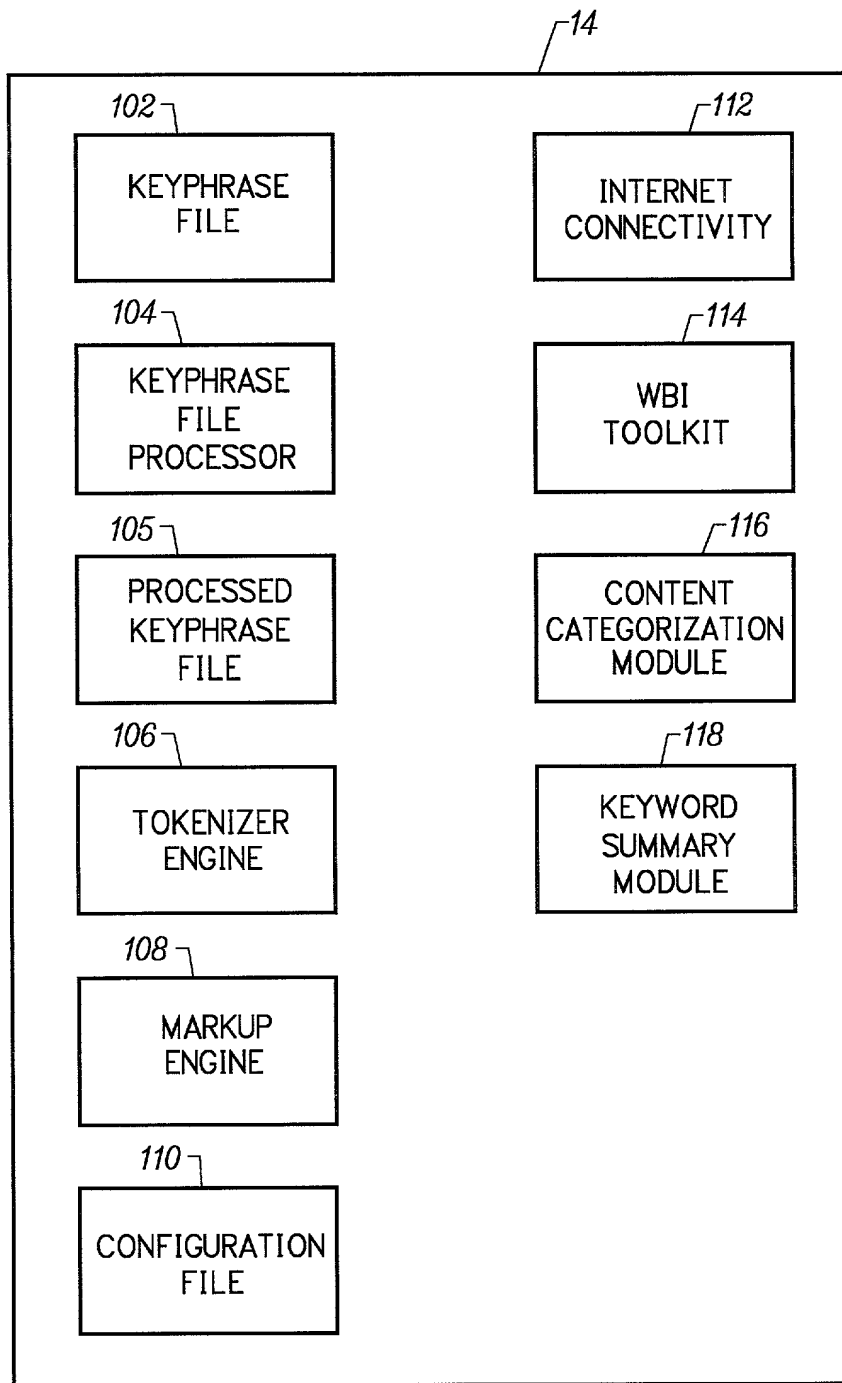 14
102
KEYPHRASE
FILE
104
KEYPHRASE
FILE
PROCESSOR
105
PROCESSED
KEYPHRASE
FILE
106
TOKENIZER
ENGINE
108
MARKUP
ENGINE
110
CONFIGURATION
FILE
112
INTERNET
CONNECTIVITY
114
WBI
TOOLKIT
116
CONTENT
CATEGORIZATION
MODULE
118
KEYWORD
SUMMARY
MODULE